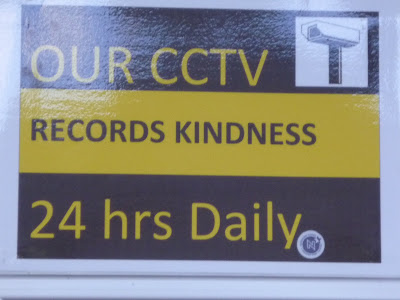 OUR CCTV
RECORDS KINDNESS
24 hrs Daily